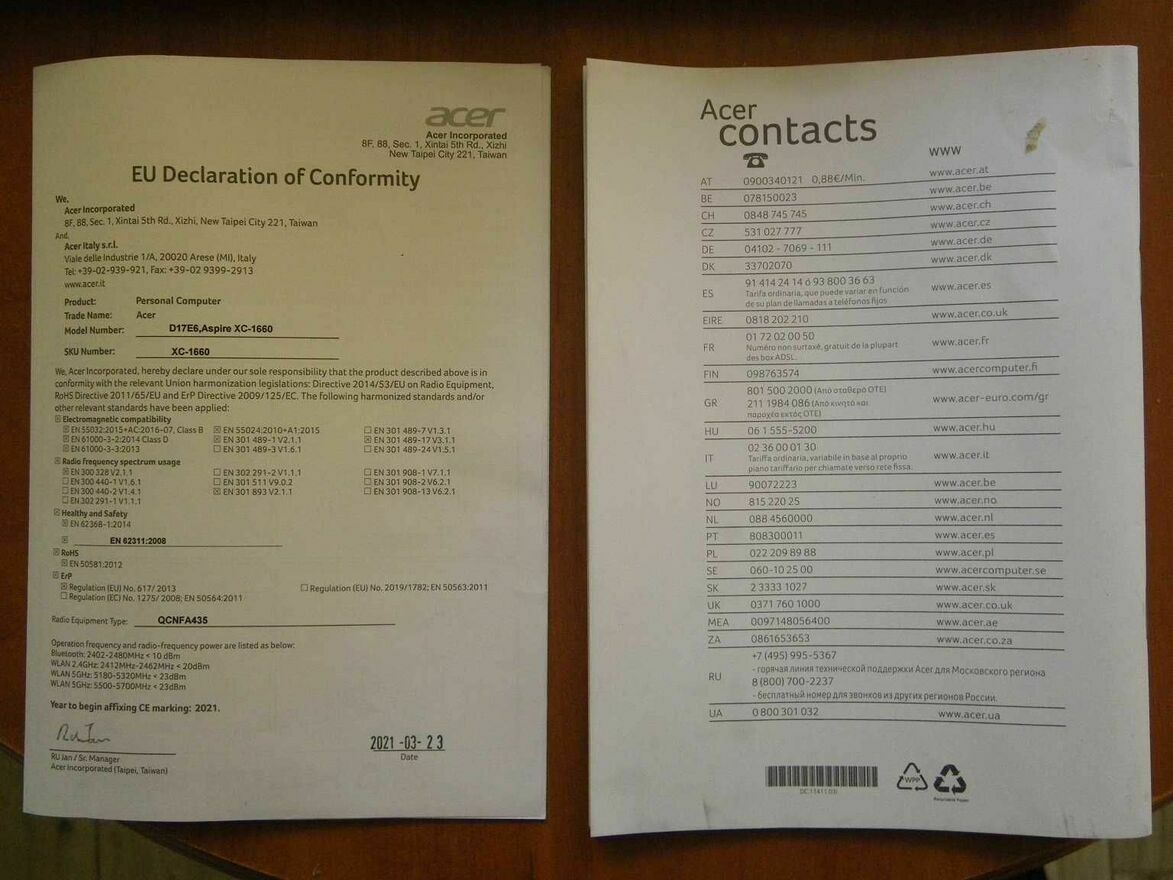 acer
Acer Incorporated
8F, 88, Sec. 1, Xintai 5th Rd., Xizhi
New Taipei City 221, Taiwan
EU Declaration of Conformity
We,
Acer Incorporated
8F, 88, Sec. 1, Xintai 5th Rd., Xizhi, New Taipei City 221, Taiwan
And,
Acer Italy s.r.l.
Viale delle Industrie 1/A, 20020 Arese (MI), Italy
Tel: +39-02-939-921, Fax: +39-02 9399-2913
www.acer.it
Product: Personal Computer
Trade Name: Acer
Model Number: D17E6,Aspire XC-1660
SKU Number: XC-1660
We, Acer Incorporated, hereby declare under our sole responsibility that the product described above is in
conformity with the relevant Union harmonization legislations: Directive 2014/53/EU on Radio Equipment,
RoHS Directive 2011/65/EU and ErP Directive 2009/125/EC. The following harmonized standards and/or
other relevant standards have been applied:
☒ Electromagnetic compatibility
☒ EN 55032:2015+AC:2016-07, Class B ☒ EN 55024:2010+A1:2015 ☐ EN 301 489-7 V1.3.1
☒ EN 61000-3-2:2014 Class D ☒ EN 301 489-1 V2.1.1 ☒ EN 301 489-17 V3.1.1
☒ EN 61000-3-3:2013 ☐ EN 301 489-3 V1.6.1 ☐ EN 301 489-24 V1.5.1
☒ Radio frequency spectrum usage
☒ EN 300 328 V2.1.1 ☐ EN 302 291-2 V1.1.1 ☐ EN 301 908-1 V7.1.1
☐ EN 300 440-1 V1.6.1 ☐ EN 301 511 V9.0.2 ☐ EN 301 908-2 V6.2.1
☐ EN 300 440-2 V1.4.1 ☒ EN 301 893 V2.1.1 ☐ EN 301 908-13 V6.2.1
☐ EN 302 291-1 V1.1.1
☒ Healthy and Safety
☒ EN 62368-1:2014
☒ EN 62311:2008
☒ RoHS
☒ EN 50581:2012
☒ ErP
☒ Regulation (EU) No. 617/ 2013 ☐ Regulation (EU) No. 2019/1782; EN 50563:2011
☐ Regulation (EC) No. 1275/ 2008; EN 50564:2011
Radio Equipment Type: QCNFA435
Operation frequency and radio-frequency power are listed as below:
Bluetooth: 2402-2480MHz < 10 dBm
WLAN 2.4GHz: 2412MHz-2462MHz < 20dBm
WLAN 5GHz: 5180-5320MHz < 23dBm
WLAN 5GHz: 5500-5700MHz < 23dBm
Year to begin affixing CE marking: 2021.
RU Jan / Sr. Manager
Acer Incorporated (Taipei, Taiwan)
2021 -03- 23
Date
Acer
contacts
www
AT 0900340121 0,88€/Min. www.acer.at
BE 078150023 www.acer.be
CH 0848 745 745 www.acer.ch
CZ 531 027 777 www.acer.cz
DE 04102 - 7069 - 111 www.acer.de
DK 33702070 www.acer.dk
ES 91 414 24 14 ó 93 800 36 63 www.acer.es
Tarifa ordinaria, que puede variar en función
de su plan de llamadas a teléfonos fijos
EIRE 0818 202 210 www.acer.co.uk
FR 01 72 02 00 50 www.acer.fr
Numéro non surtaxé, gratuit de la plupart
des box ADSL.
FIN 098763574 www.acercomputer.fi
GR 801 500 2000 (Από σταθερό ΟΤΕ) www.acer-euro.com/gr
211 1984 086 (Από κινητό και
παροχέα εκτός ΟΤΕ)
HU 06 1 555-5200 www.acer.hu
IT 02 36 00 01 30 www.acer.it
Tariffa ordinaria, variabile in base al proprio
piano tariffario per chiamate verso rete fissa.
LU 90072223 www.acer.be
NO 815 220 25 www.acer.no
NL 088 4560000 www.acer.nl
PT 808300011 www.acer.es
PL 022 209 89 88 www.acer.pl
SE 060-10 25 00 www.acercomputer.se
SK 2 3333 1027 www.acer.sk
UK 0371 760 1000 www.acer.co.uk
MEA 0097148056400 www.acer.ae
ZA 0861653653 www.acer.co.za
RU +7 (495) 995-5367
- горячая линия технической поддержки Acer для Московского региона
8 (800) 700-2237
- бесплатный номер для звонков из других регионов России.
UA 0 800 301 032 www.acer.ua
WPP
Recyclable Paper